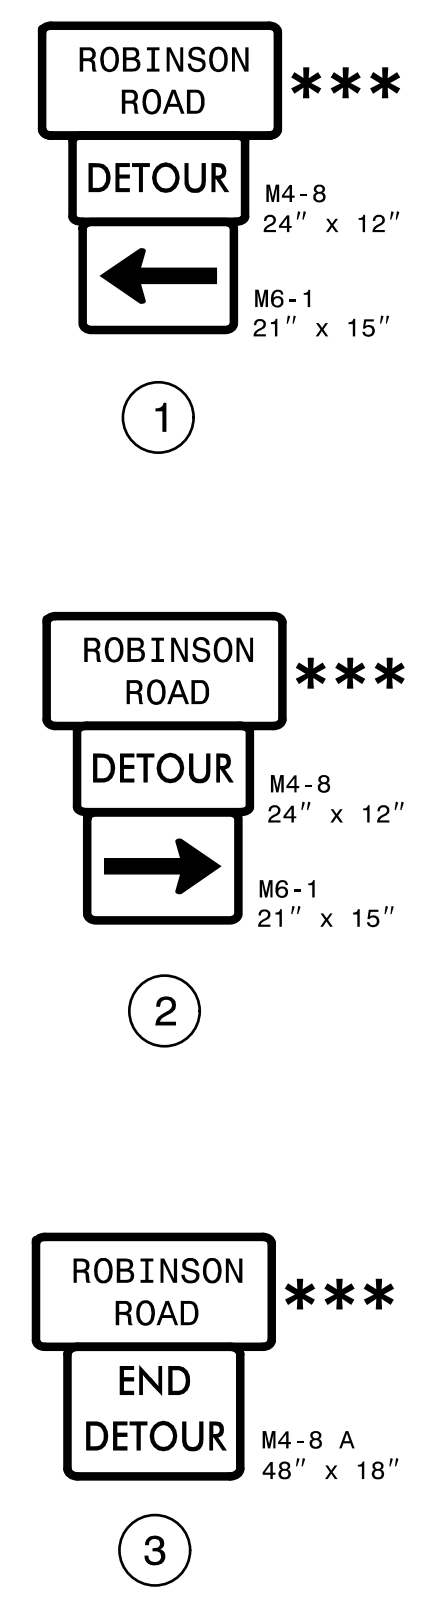 ROBINSON
ROAD
***
DETOUR
M4-8
24" x 12"
M6-1
21" x 15"
1
ROBINSON
ROAD
***
DETOUR
M4-8
24" x 12"
M6-1
21" x 15"
2
ROBINSON
ROAD
***
END
DETOUR
M4-8 A
48" x 18"
3